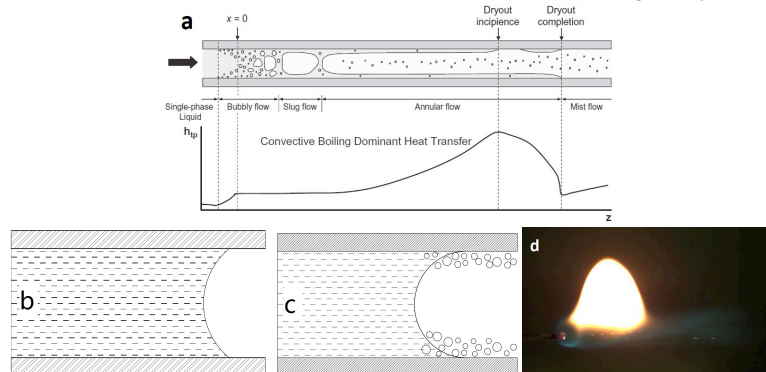 a
x = 0
Dryout incipience
Dryout completion
Single-phase Liquid
Bubbly flow
Slug flow
Annular flow
Mist flow
h_tp
Convective Boiling Dominant Heat Transfer
z
b
c
d